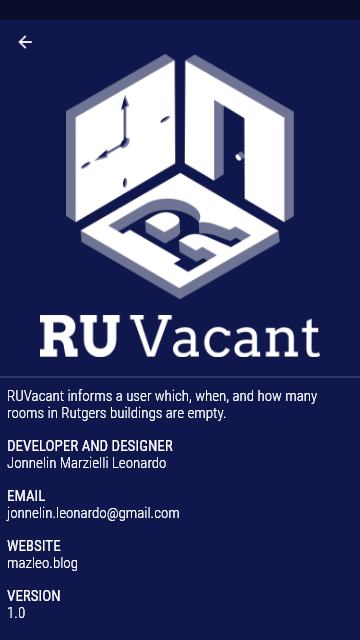 R
RU Vacant
RUVacant informs a user which, when, and how many
rooms in Rutgers buildings are empty.
DEVELOPER AND DESIGNER
Jonnelin Marzielli Leonardo
EMAIL
jonnelin.leonardo@gmail.com
WEBSITE
mazleo.blog
VERSION
1.0